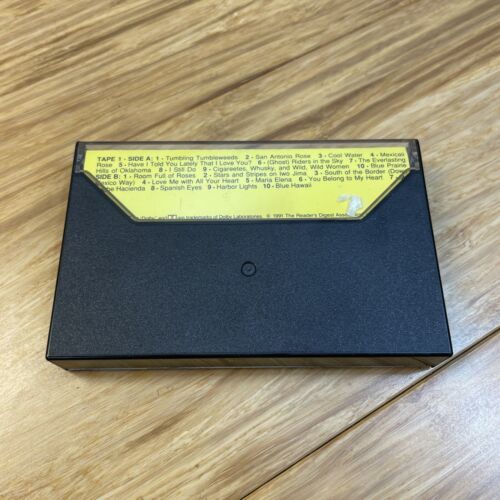 TAPE 1 - SIDE A: 1 - Tumbling Tumbleweeds 2 - San Antonio Rose 3 - Cool Water 4 - Mexicali
Rose 5 - Have I Told You Lately That I Love You? 6 - (Ghost) Riders in the Sky 7 - The Everlasting
Hills of Oklahoma 8 - I Still Do 9 - Cigareetes, Whusky, and Wild, Wild Women 10 - Blue Prairie
SIDE B: 1 - Room Full of Roses 2 - Stars and Stripes on Iwo Jima 3 - South of the Border (Down
Mexico Way) 4 - Love Me with All Your Heart 5 - Maria Elena 6 - You Belong to My Heart 7 -
Hacienda 8 - Spanish Eyes 9 - Harbor Lights 10 - Blue Hawaii
Dolby and are trademarks of Dolby Laboratories © 1991 The Reader's Digest